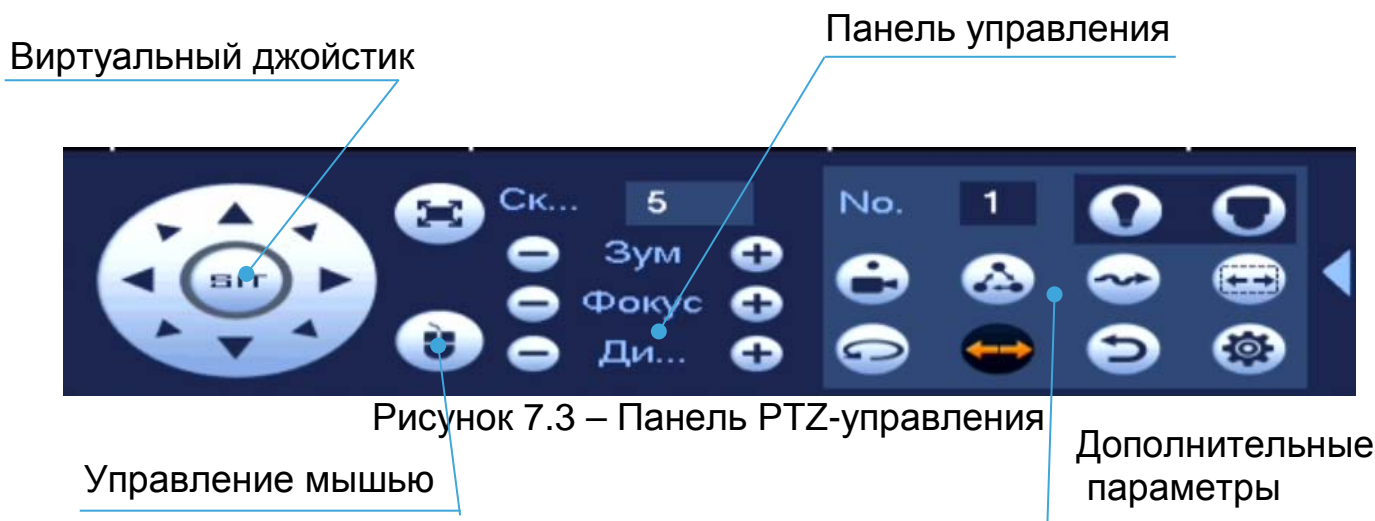 Панель управления
Виртуальный джойстик
Ск... 5
No. 1
Зум
SIT
Фокус
Ди...
Рисунок 7.3 – Панель PTZ-управления
Дополнительные
параметры
Управление мышью